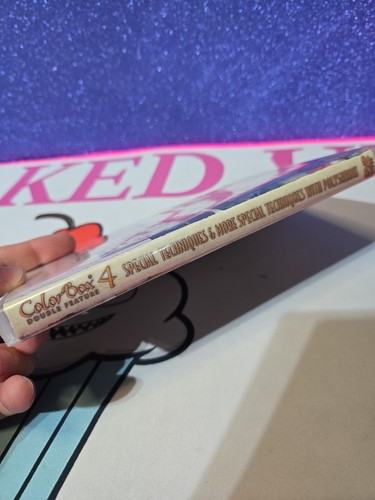 KED
ColorBox
DOUBLE FEATURE
4
SPECIAL TECHNIQUES & MORE SPECIAL TECHNIQUES WITH POLYSHRINK